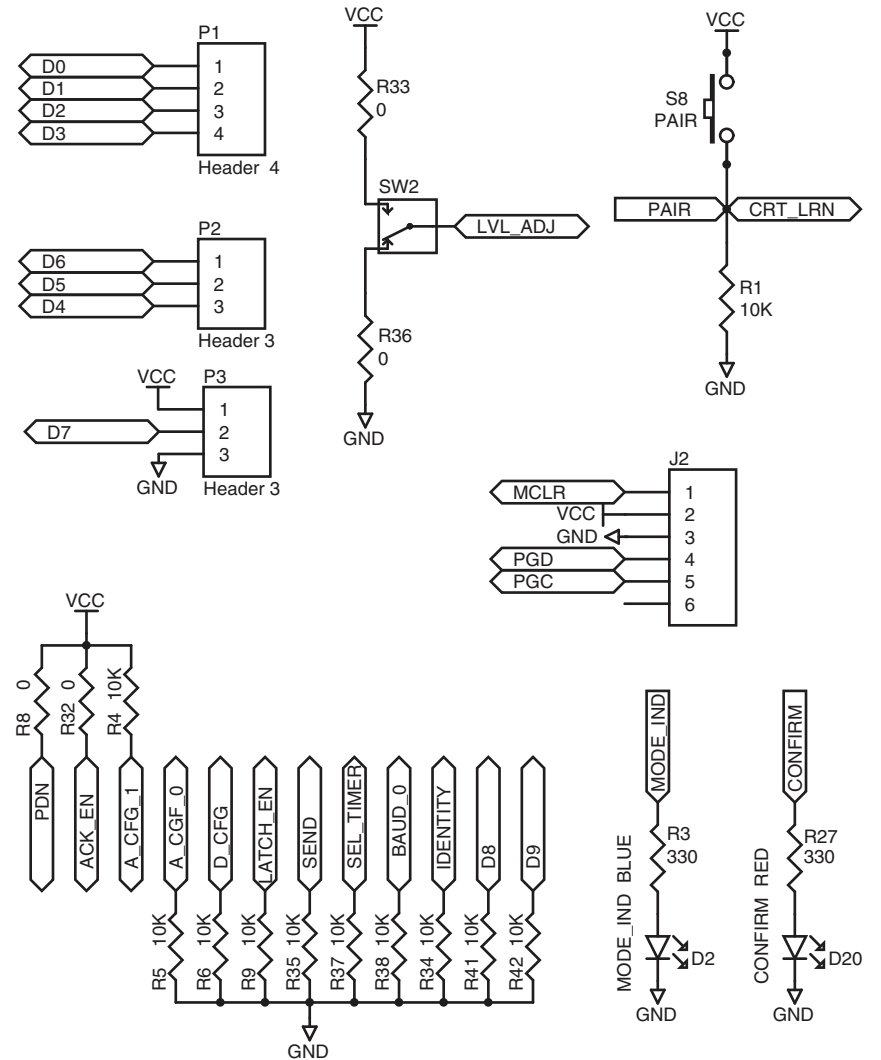 P1
D0
D1
D2
D3
1
2
3
4
Header 4
P2
D6
D5
D4
1
2
3
Header 3
VCC
P3
D7
1
2
3
GND
Header 3
VCC
R33
0
SW2
LVL_ADJ
R36
0
GND
VCC
S8
PAIR
PAIR
CRT_LRN
R1
10K
GND
J2
MCLR
VCC
GND
PGD
PGC
1
2
3
4
5
6
VCC
R8 0
R32 0
R4 10K
PDN
ACK_EN
A_CFG_1
A_CGF_0
D_CFG
LATCH_EN
SEND
SEL_TIMER
BAUD_0
IDENTITY
D8
D9
R5 10K
R6 10K
R9 10K
R35 10K
R37 10K
R38 10K
R34 10K
R41 10K
R42 10K
GND
MODE_IND
R3
330
MODE_IND BLUE
D2
GND
CONFIRM
R27
330
CONFIRM RED
D20
GND